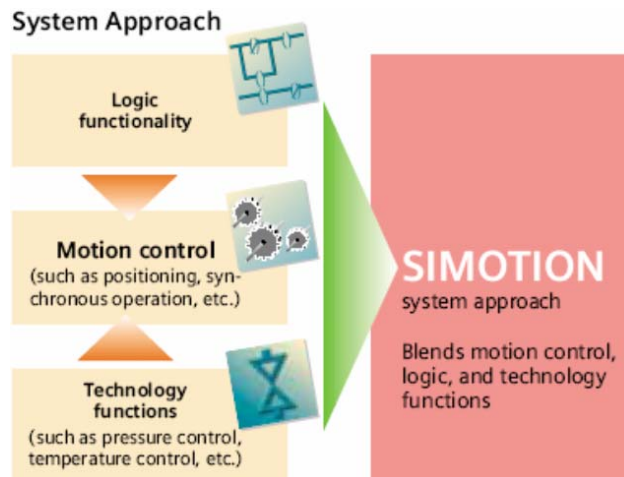 System Approach
Logic
functionality
Motion control
(such as positioning, syn-
chronous operation, etc.)
Technology
functions
(such as pressure control,
temperature control, etc.)
SIMOTION
system approach
Blends motion control,
logic, and technology
functions